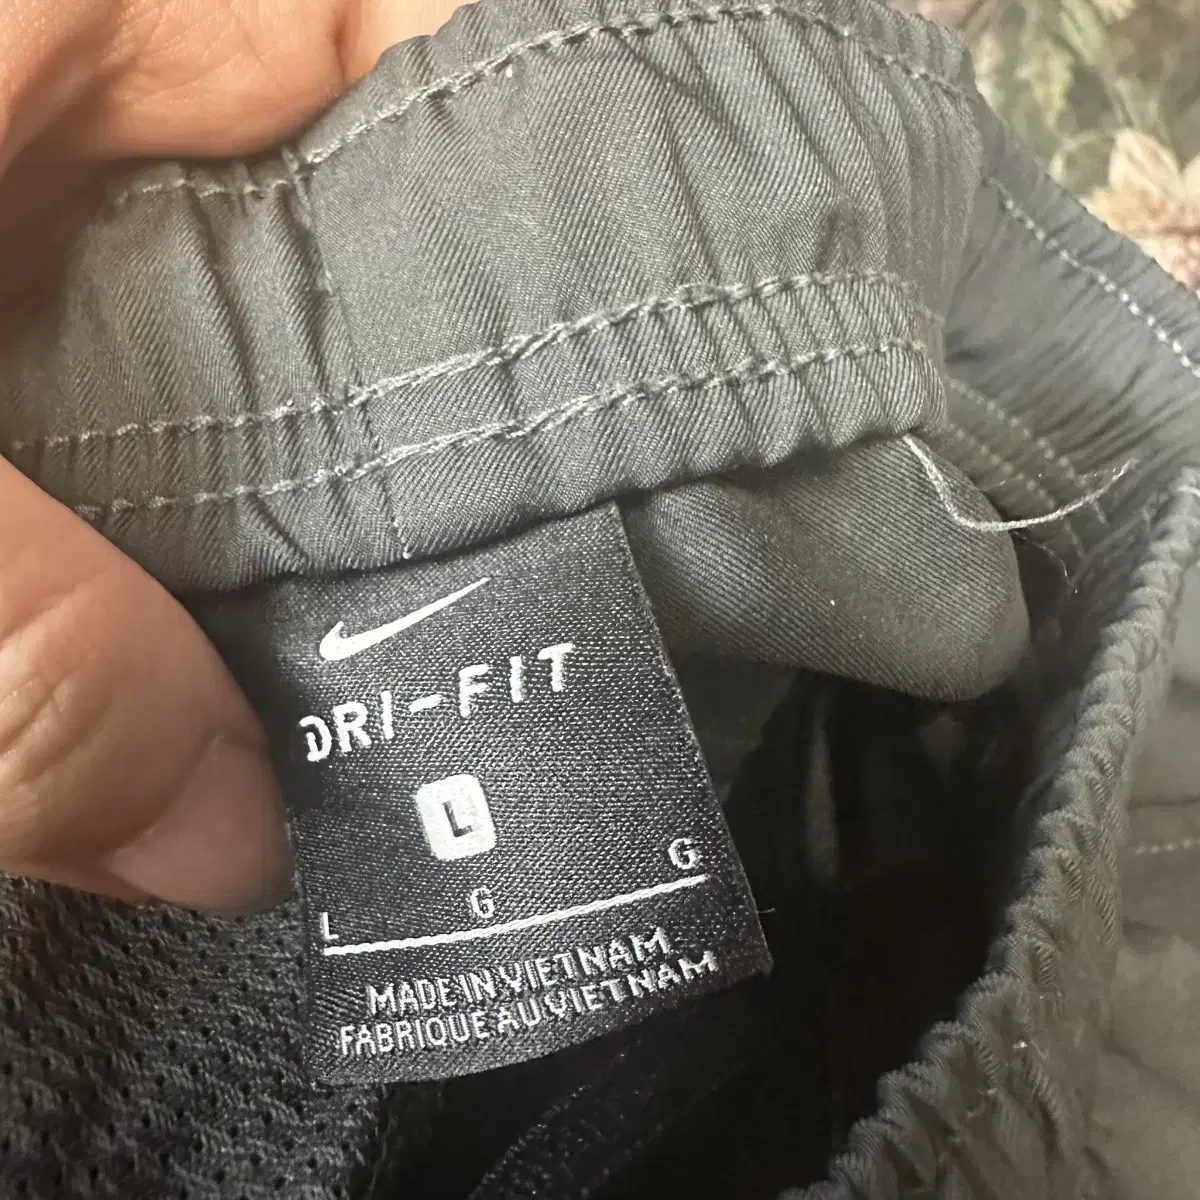 DRI-FIT
L
L G G
MADE IN VIETNAM
FABRIQUE AU VIETNAM